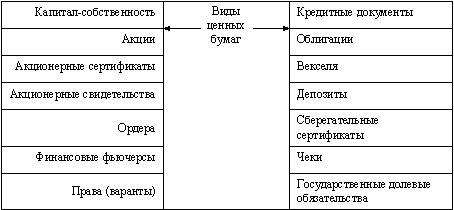 Капитал-собственность
Виды
ценных
бумаг
Кредитные документы
Акции
Облигации
Акционерные сертификаты
Векселя
Акционерные свидетельства
Депозиты
Ордера
Сберегательные
сертификаты
Финансовые фьючерсы
Чеки
Права (варанты)
Государственные долевые
обязательства